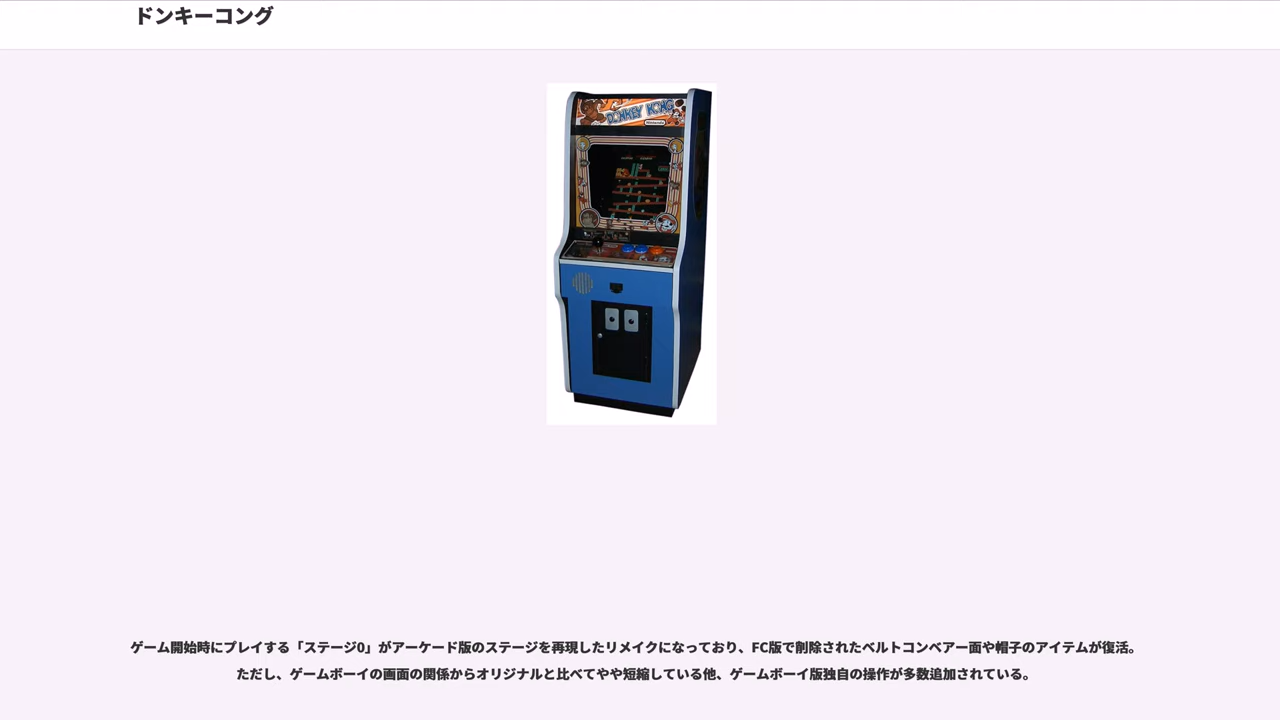 ドンキーコング
DONKEY KONG
ゲーム開始時にプレイする「ステージ0」がアーケード版のステージを再現したリメイクになっており、FC版で削除されたベルトコンベアー面や帽子のアイテムが復活。
ただし、ゲームボーイの画面の関係からオリジナルと比べてやや短縮している他、ゲームボーイ版独自の操作が多数追加されている。